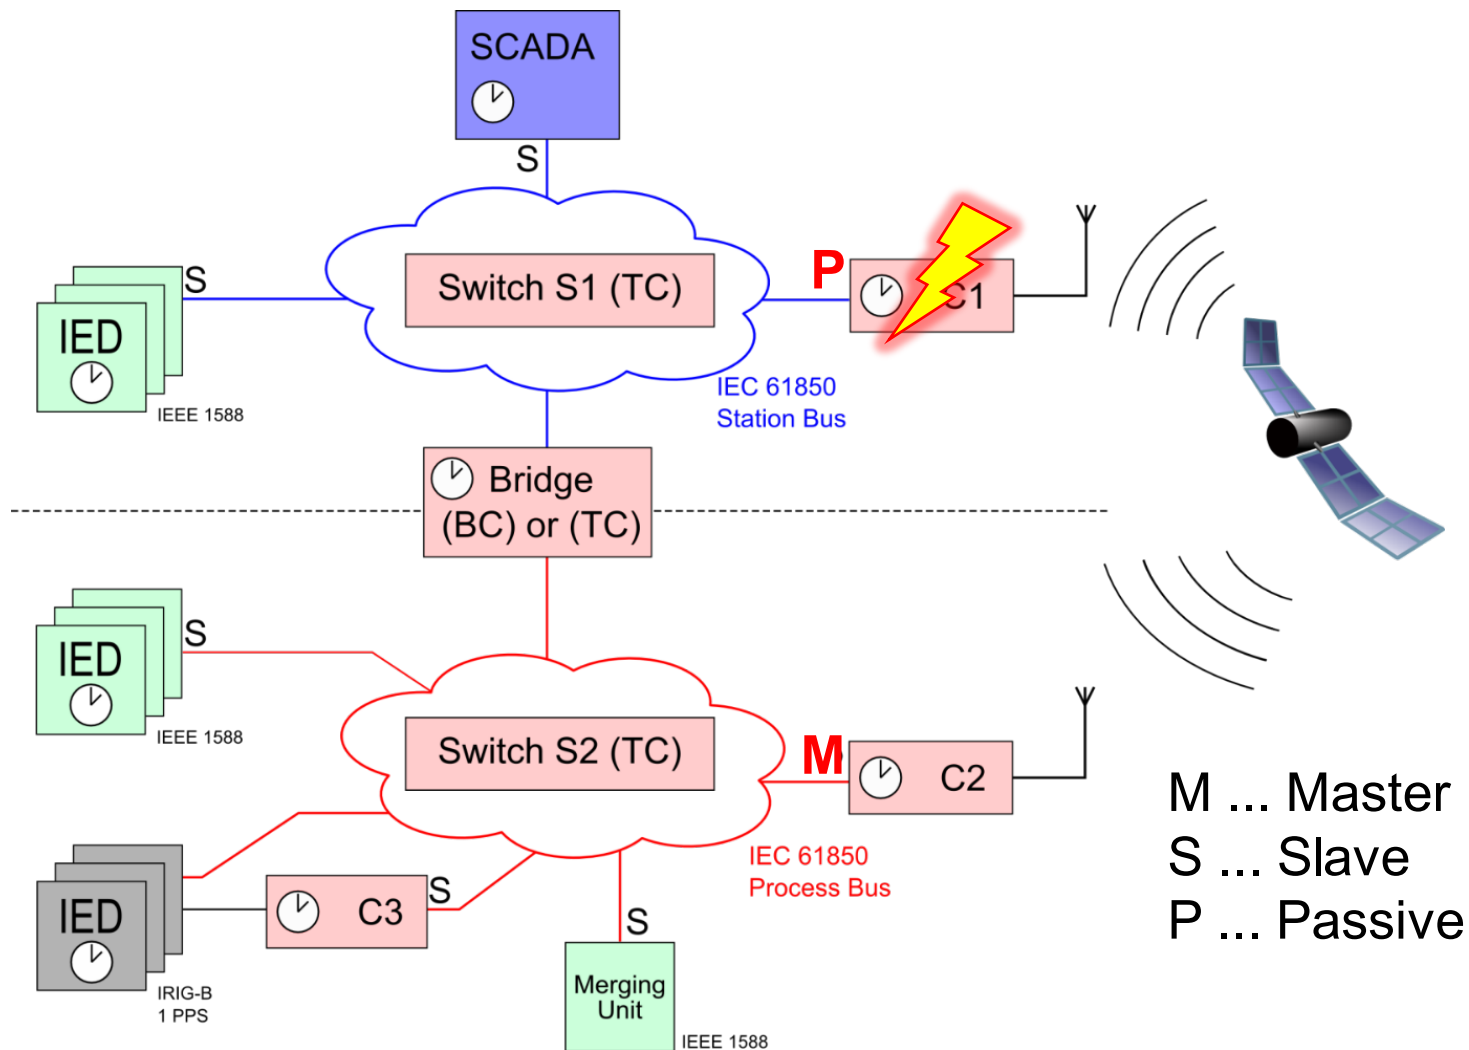 SCADA
S
S
Switch S1 (TC)
P
C1
IED
IEEE 1588
IEC 61850
Station Bus
Bridge
(BC) or (TC)
S
IED
IEEE 1588
Switch S2 (TC)
M
C2
M ... Master
S ... Slave
P ... Passive
IEC 61850
Process Bus
IED
C3
S
S
IRIG-B
1 PPS
Merging
Unit
IEEE 1588